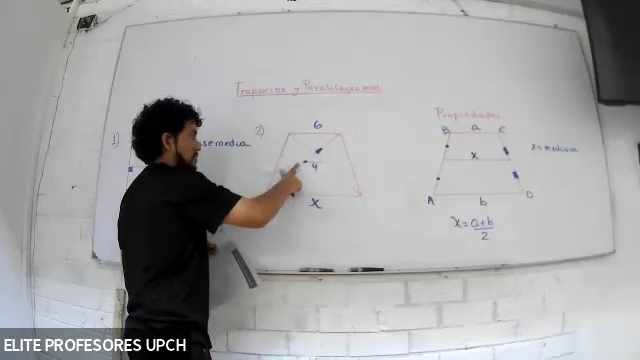 Trapecios y Paralelogramos
1)
semedia
2)
6
4
x
Propiedades
B a C
x
A b D
x = mediana
x = a+b
2
ELITE PROFESORES UPCH